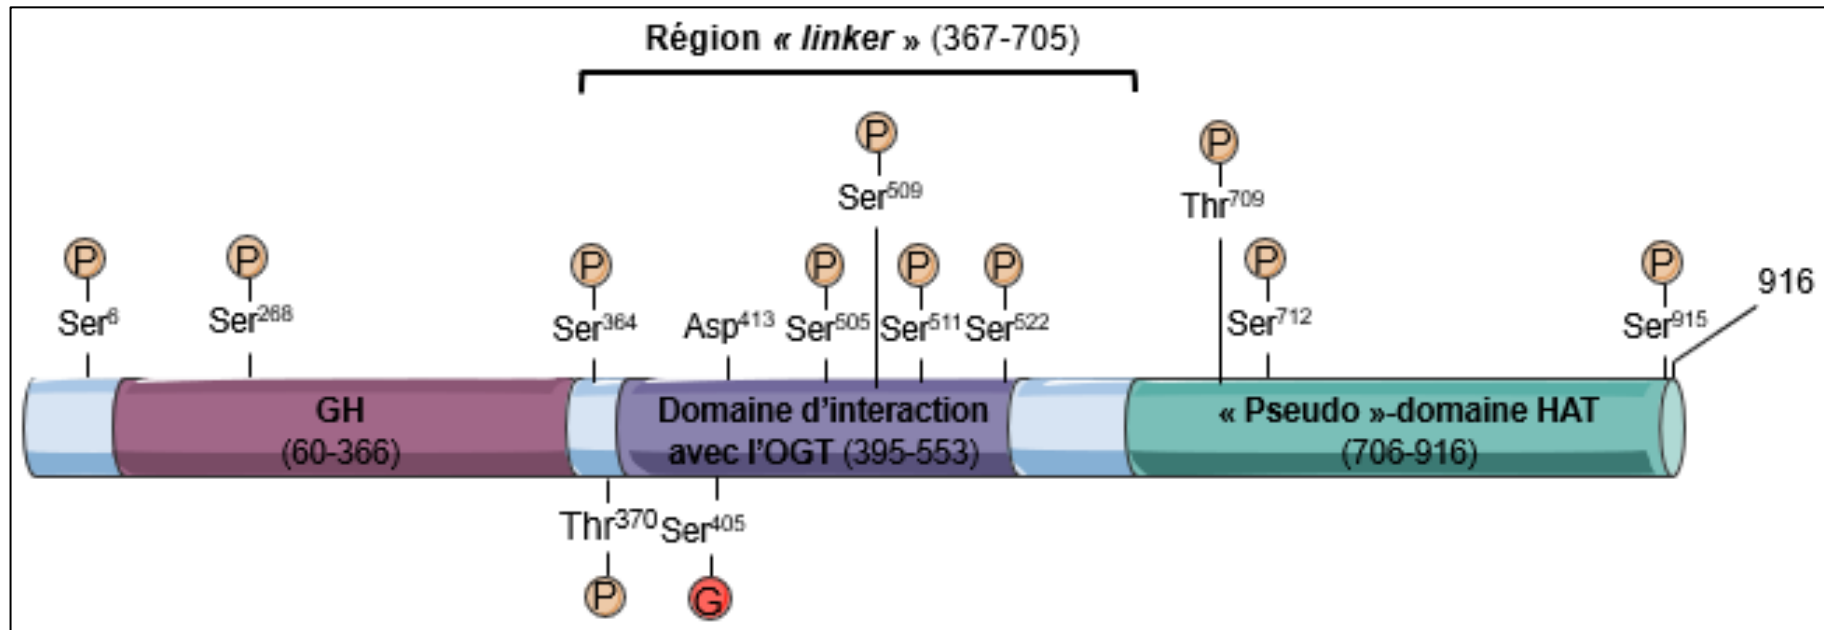 Région « linker » (367-705)
P
P
Ser509
Thr709
P
P
P
P
P
P
P
P
916
Ser6
Ser268
Ser364
Asp413
Ser505
Ser511
Ser522
Ser712
Ser915
GH
(60-366)
Domaine d’interaction
avec l’OGT (395-553)
« Pseudo »-domaine HAT
(706-916)
Thr370
Ser405
P
G